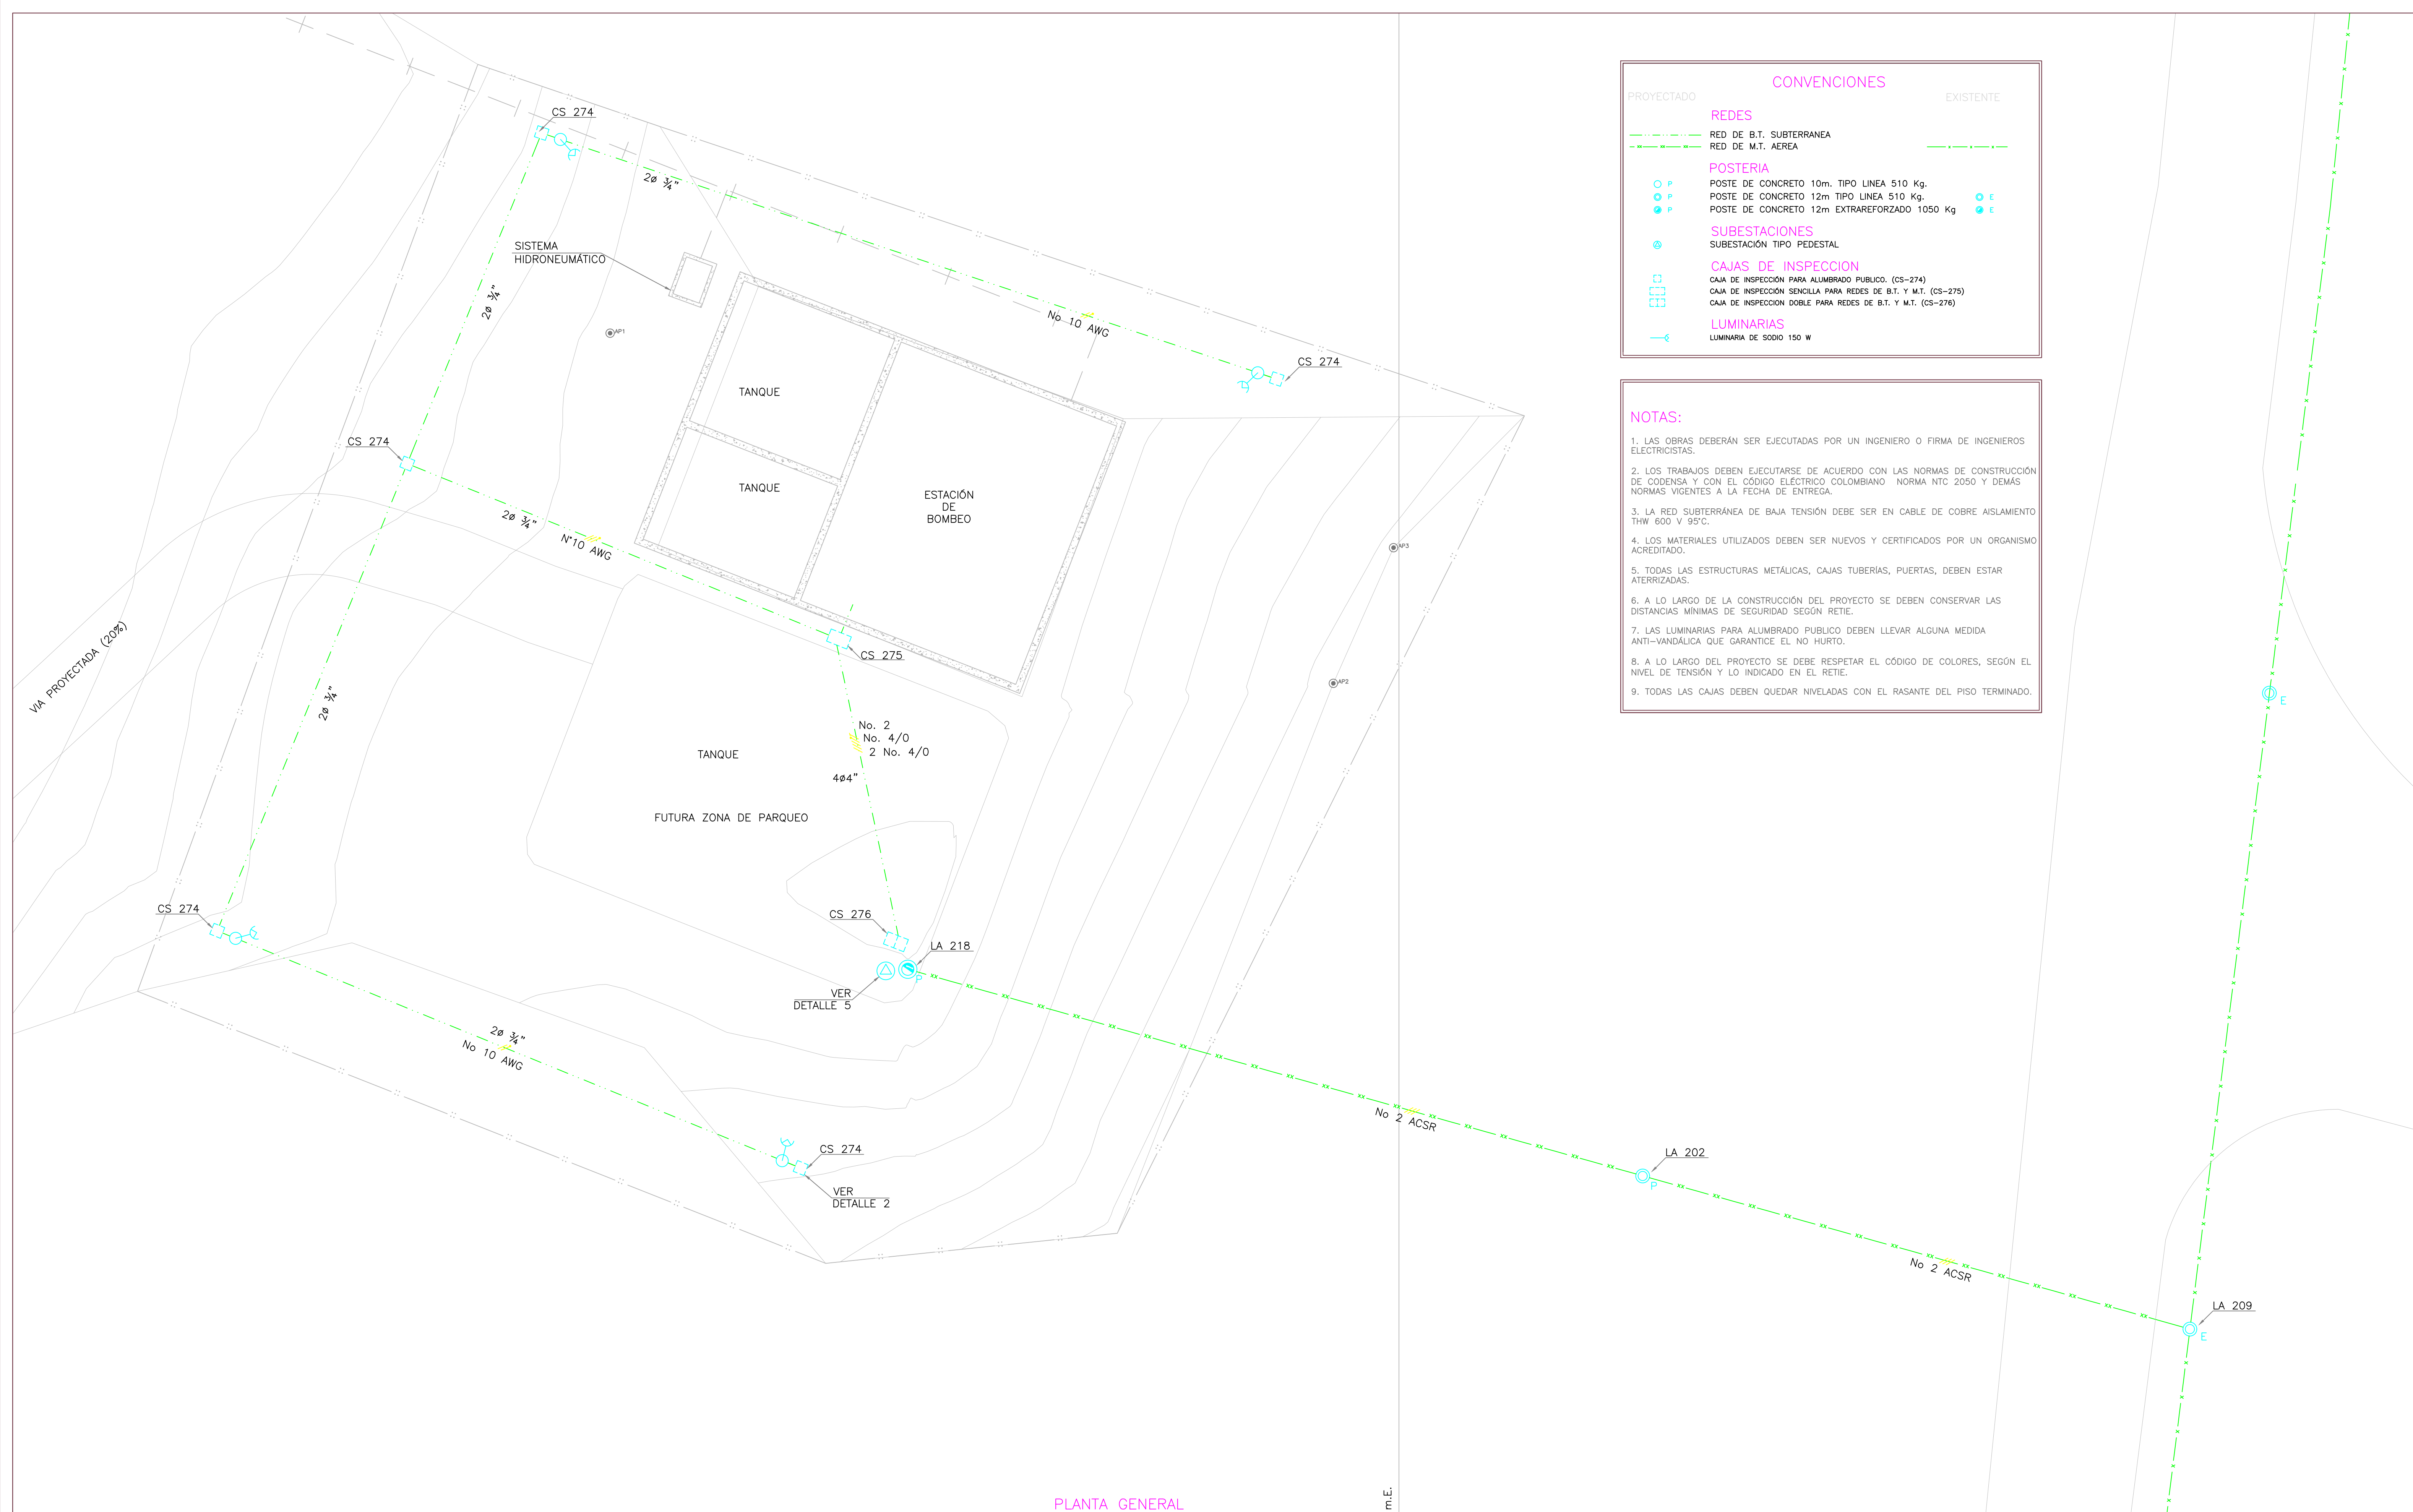 CS 274
2ø ¾"
SISTEMA
HIDRONEUMÁTICO
2ø ¾"
AP1
No 10 AWG
CS 274
TANQUE
CS 274
TANQUE
ESTACIÓN
DE
BOMBEO
2ø ¾"
N°10 AWG
AP3
VIA PROYECTADA (20%)
CS 275
AP2
2ø ¾"
No. 2
No. 4/0
2 No. 4/0
TANQUE
4ø4"
FUTURA ZONA DE PARQUEO
CS 274
CS 276
LA 218
P
VER
DETALLE 5
2ø ¾"
No 10 AWG
CS 274
VER
DETALLE 2
No 2 ACSR
LA 202
P
No 2 ACSR
LA 209
E
E
PLANTA GENERAL
m.E.
CONVENCIONES
PROYECTADO EXISTENTE
REDES
RED DE B.T. SUBTERRANEA
RED DE M.T. AEREA
POSTERIA
P POSTE DE CONCRETO 10m. TIPO LINEA 510 Kg.
P POSTE DE CONCRETO 12m TIPO LINEA 510 Kg. E
P POSTE DE CONCRETO 12m EXTRAREFORZADO 1050 Kg E
SUBESTACIONES
SUBESTACIÓN TIPO PEDESTAL
CAJAS DE INSPECCION
CAJA DE INSPECCIÓN PARA ALUMBRADO PUBLICO. (CS-274)
CAJA DE INSPECCIÓN SENCILLA PARA REDES DE B.T. Y M.T. (CS-275)
CAJA DE INSPECCION DOBLE PARA REDES DE B.T. Y M.T. (CS-276)
LUMINARIAS
LUMINARIA DE SODIO 150 W
NOTAS:
1. LAS OBRAS DEBERÁN SER EJECUTADAS POR UN INGENIERO O FIRMA DE INGENIEROS
ELECTRICISTAS.
2. LOS TRABAJOS DEBEN EJECUTARSE DE ACUERDO CON LAS NORMAS DE CONSTRUCCIÓN
DE CODENSA Y CON EL CÓDIGO ELÉCTRICO COLOMBIANO NORMA NTC 2050 Y DEMÁS
NORMAS VIGENTES A LA FECHA DE ENTREGA.
3. LA RED SUBTERRÁNEA DE BAJA TENSIÓN DEBE SER EN CABLE DE COBRE AISLAMIENTO
THW 600 V 95°C.
4. LOS MATERIALES UTILIZADOS DEBEN SER NUEVOS Y CERTIFICADOS POR UN ORGANISMO
ACREDITADO.
5. TODAS LAS ESTRUCTURAS METÁLICAS, CAJAS TUBERÍAS, PUERTAS, DEBEN ESTAR
ATERRIZADAS.
6. A LO LARGO DE LA CONSTRUCCIÓN DEL PROYECTO SE DEBEN CONSERVAR LAS
DISTANCIAS MÍNIMAS DE SEGURIDAD SEGÚN RETIE.
7. LAS LUMINARIAS PARA ALUMBRADO PUBLICO DEBEN LLEVAR ALGUNA MEDIDA
ANTI-VANDÁLICA QUE GARANTICE EL NO HURTO.
8. A LO LARGO DEL PROYECTO SE DEBE RESPETAR EL CÓDIGO DE COLORES, SEGÚN EL
NIVEL DE TENSIÓN Y LO INDICADO EN EL RETIE.
9. TODAS LAS CAJAS DEBEN QUEDAR NIVELADAS CON EL RASANTE DEL PISO TERMINADO.